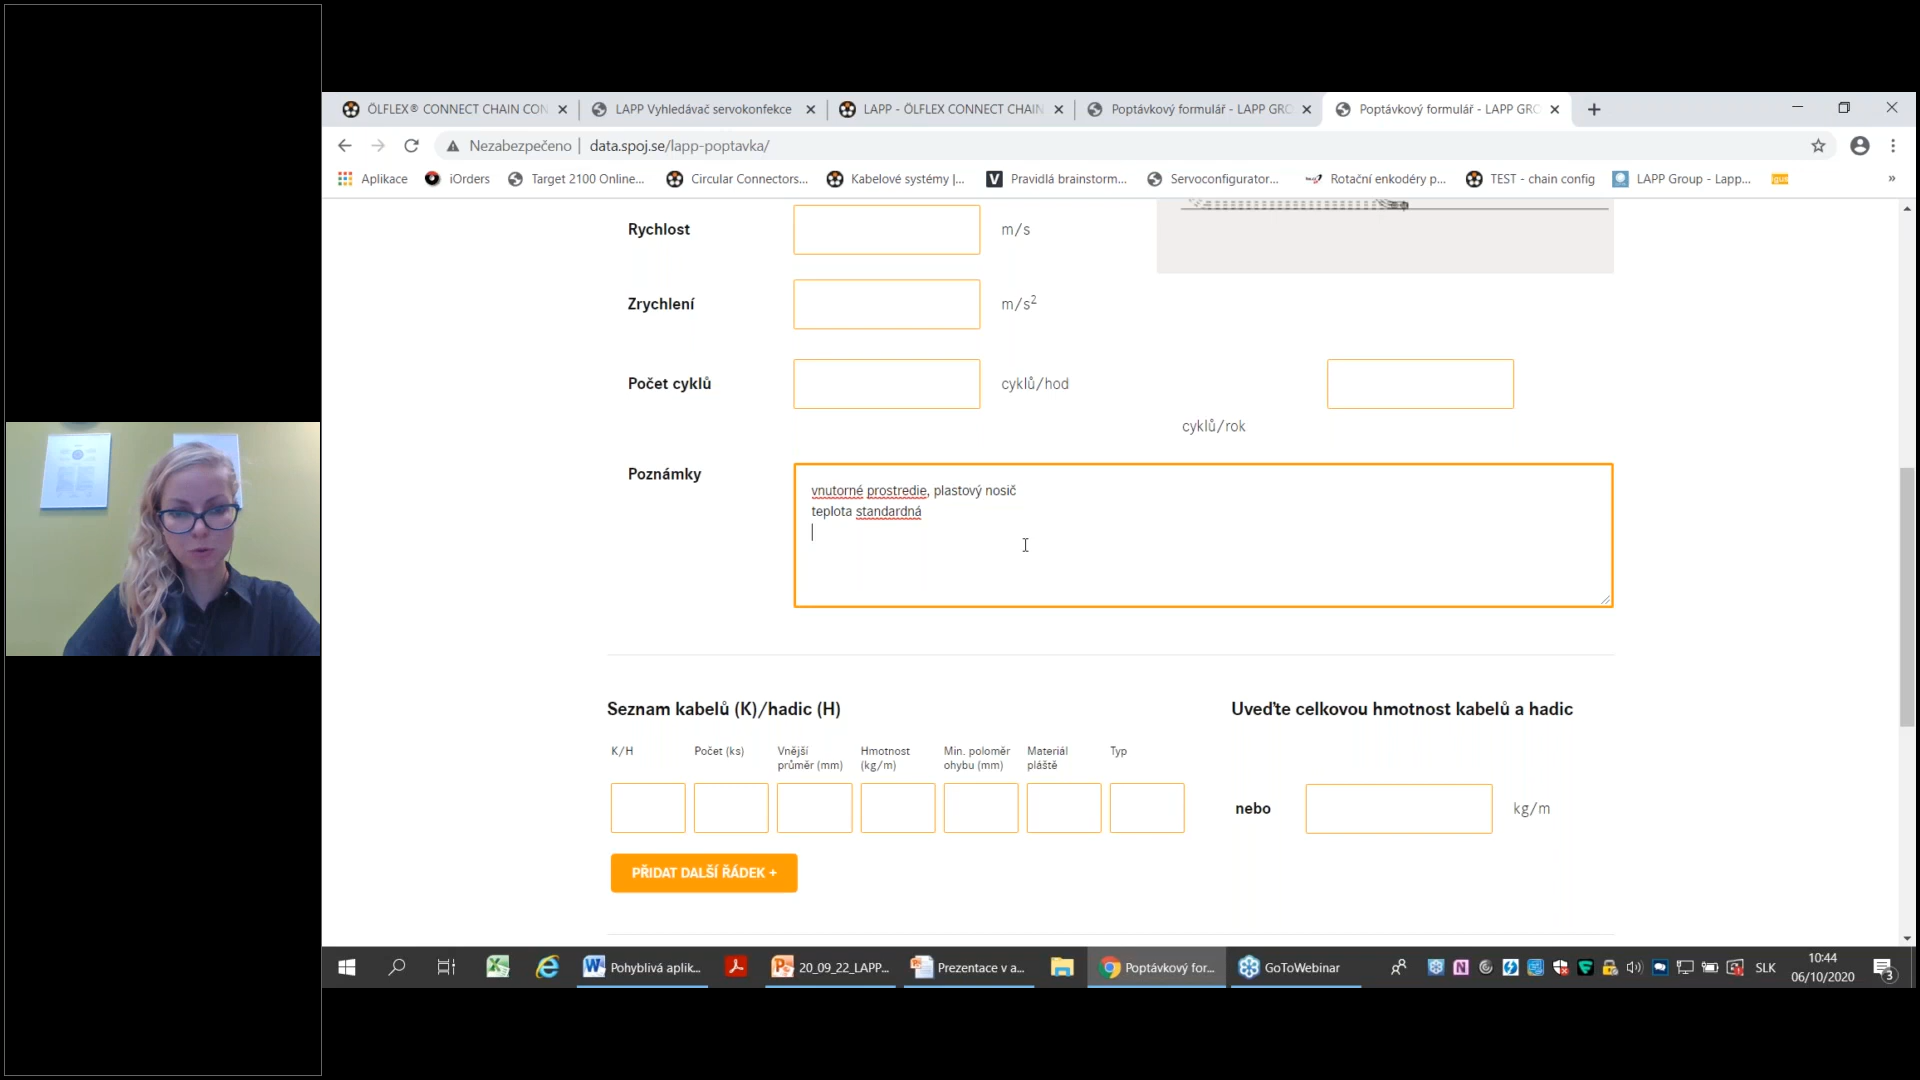 ÖLFLEX® CONNECT CHAIN CON
LAPP Vyhledávač servokonfekce
LAPP - ÖLFLEX CONNECT CHAIN
Poptávkový formulář - LAPP GRO
Poptávkový formulář - LAPP GRO
Nezabezpečeno
data.spoj.se/lapp-poptavka/
Aplikace
iOrders
Target 2100 Online...
Circular Connectors...
Kabelové systémy |...
Pravidlá brainstorm...
Servoconfigurator...
Rotační enkodéry p...
TEST - chain config
LAPP Group - Lapp...
igus
»
Rychlost
m/s
Zrychlení
m/s²
Počet cyklů
cyklů/hod
cyklů/rok
Poznámky
vnutorné prostredie, plastový nosič
teplota standardná
Seznam kabelů (K)/hadic (H)
Uveďte celkovou hmotnost kabelů a hadic
K/H
Počet (ks)
Vnější
průměr (mm)
Hmotnost
(kg/m)
Min. poloměr
ohybu (mm)
Materiál
pláště
Typ
nebo
kg/m
PŘIDAT DALŠÍ ŘÁDEK +
Pohyblivá aplik...
20_09_22_LAPP...
Prezentace v a...
Poptávkový for...
GoToWebinar
SLK
10:44
06/10/2020
3